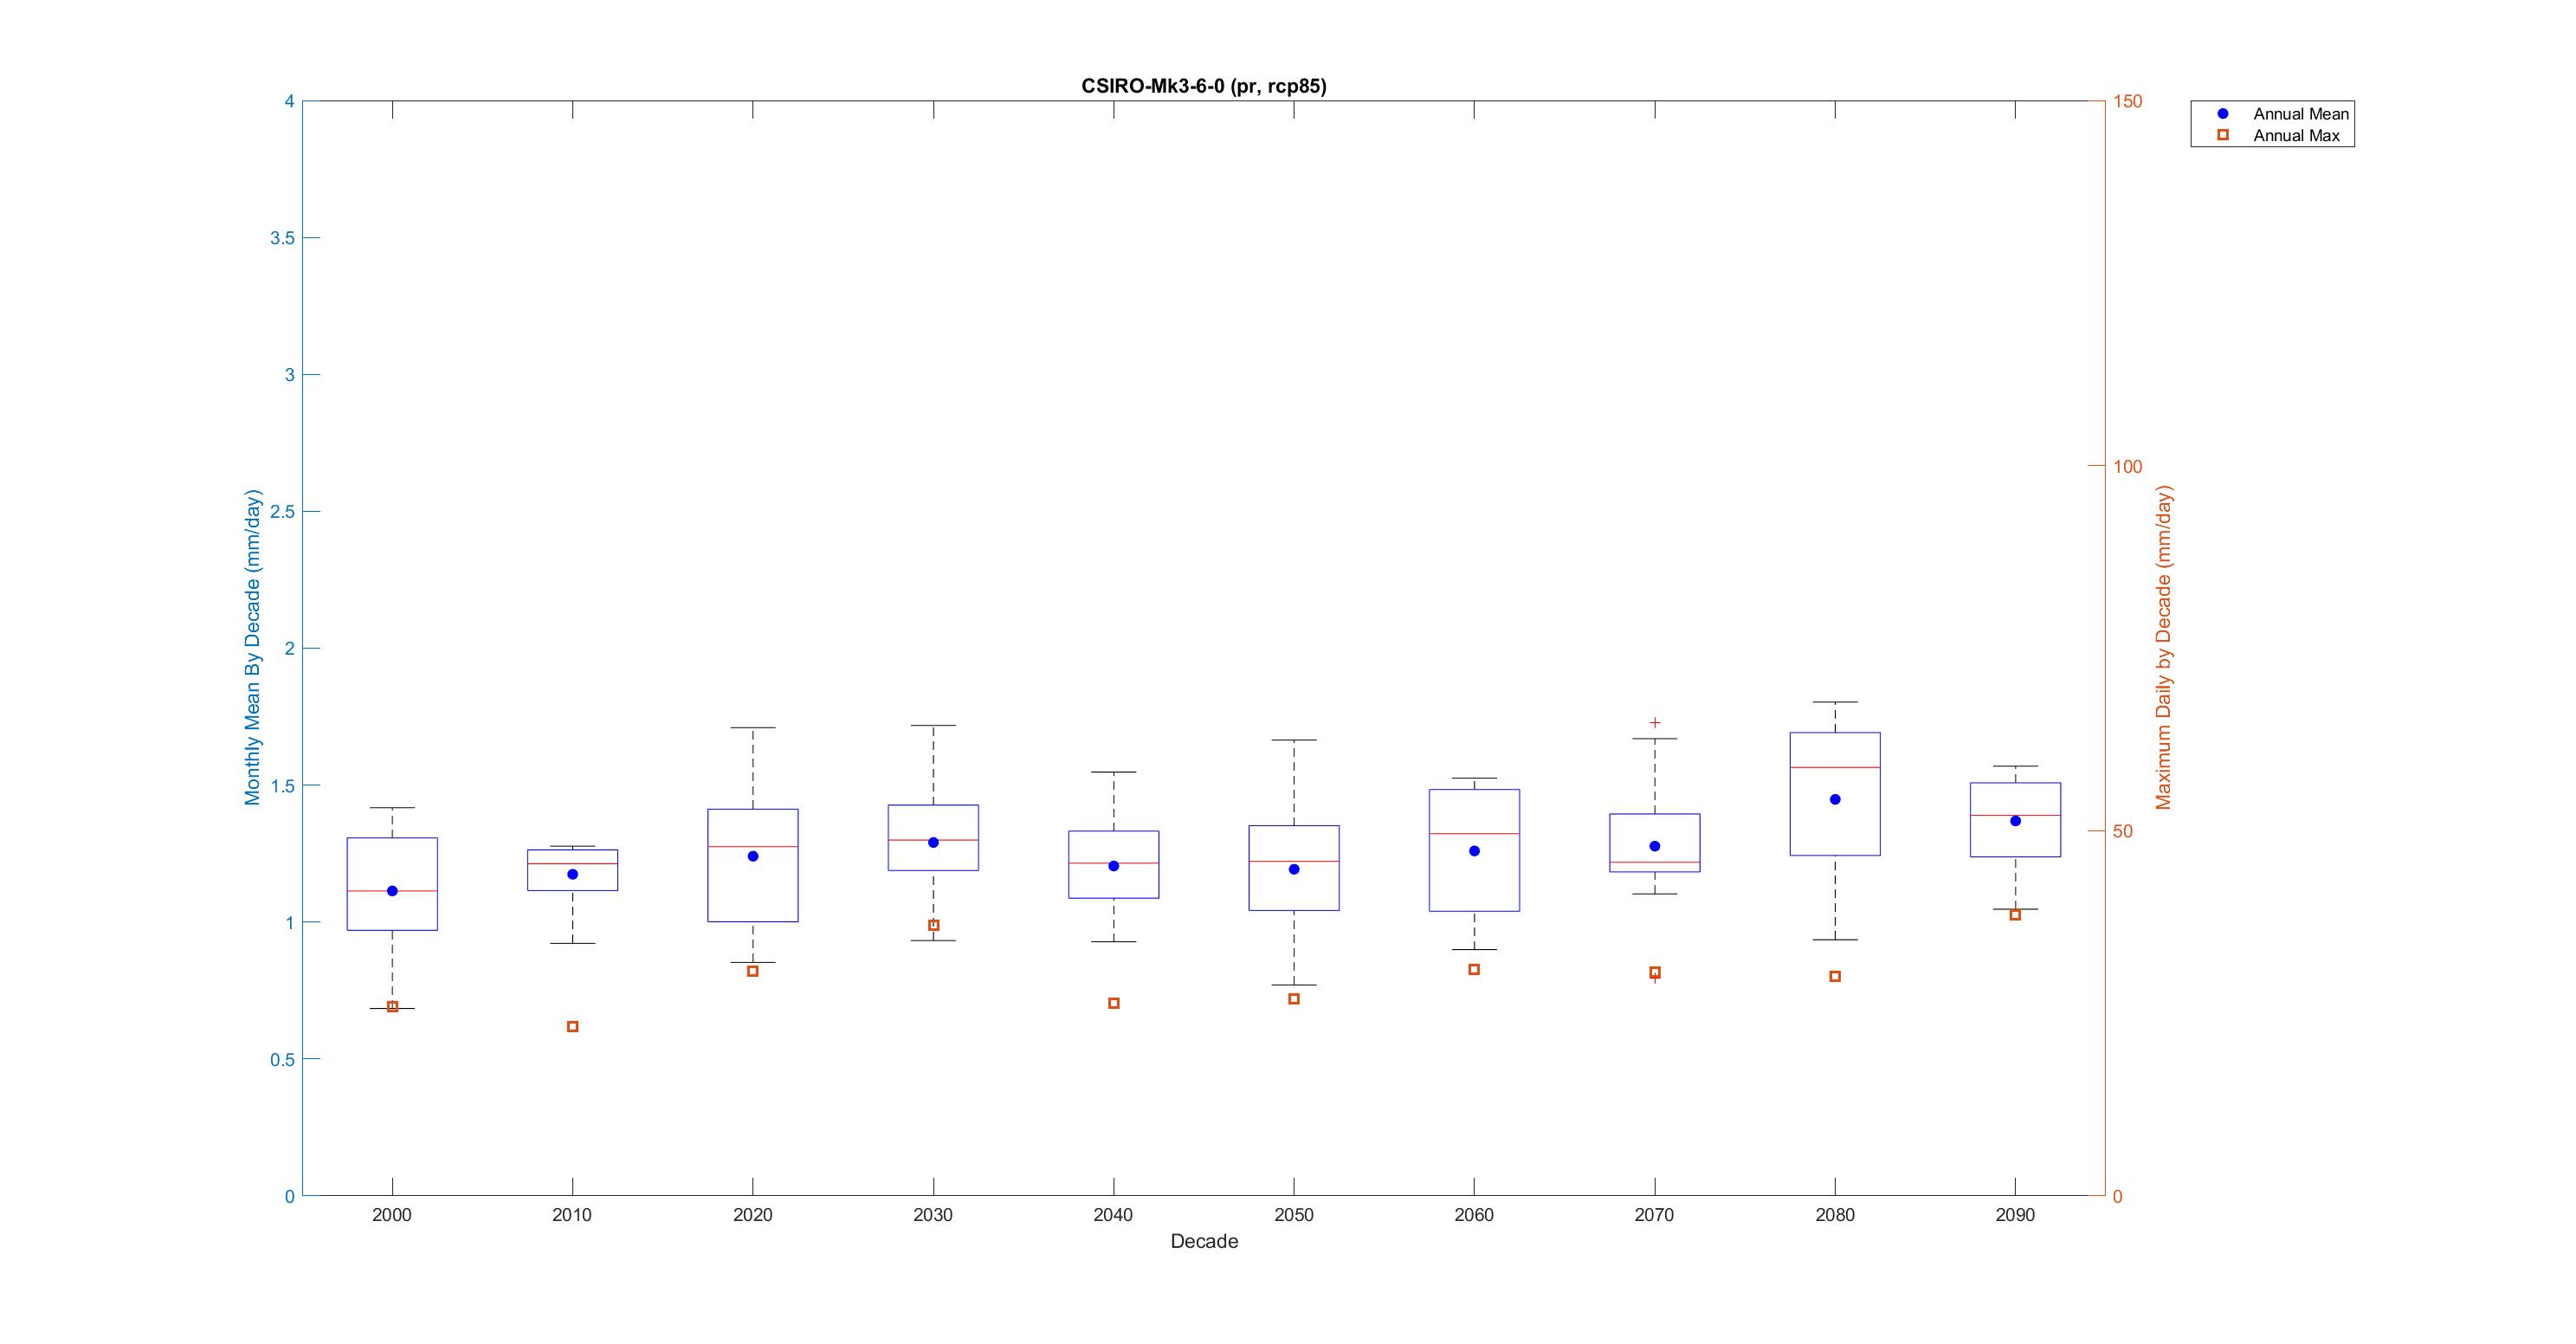 CSIRO-Mk3-6-0 (pr, rcp85)
Annual Mean
Annual Max
Monthly Mean By Decade (mm/day)
4
3.5
3
2.5
2
1.5
1
0.5
0
150
100
50
0
Maximum Daily by Decade (mm/day)
2000 2010 2020 2030 2040 2050 2060 2070 2080 2090
Decade